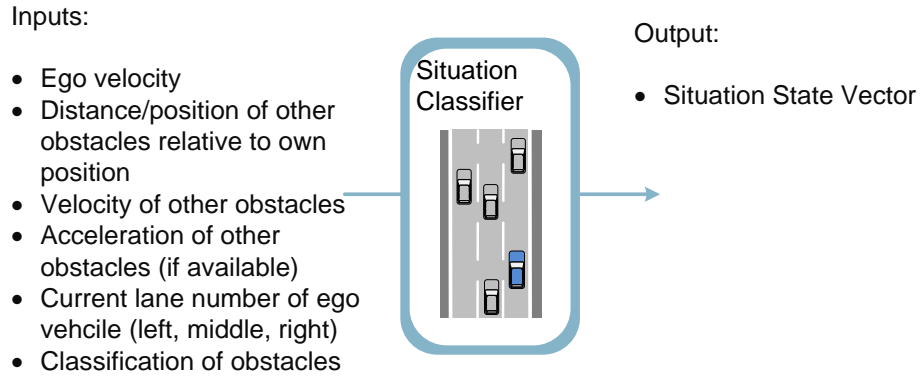 Inputs:
• Ego velocity
• Distance/position of other
obstacles relative to own
position
• Velocity of other obstacles
• Acceleration of other
obstacles (if available)
• Current lane number of ego
vehcile (left, middle, right)
• Classification of obstacles
Situation
Classifier
Output:
• Situation State Vector